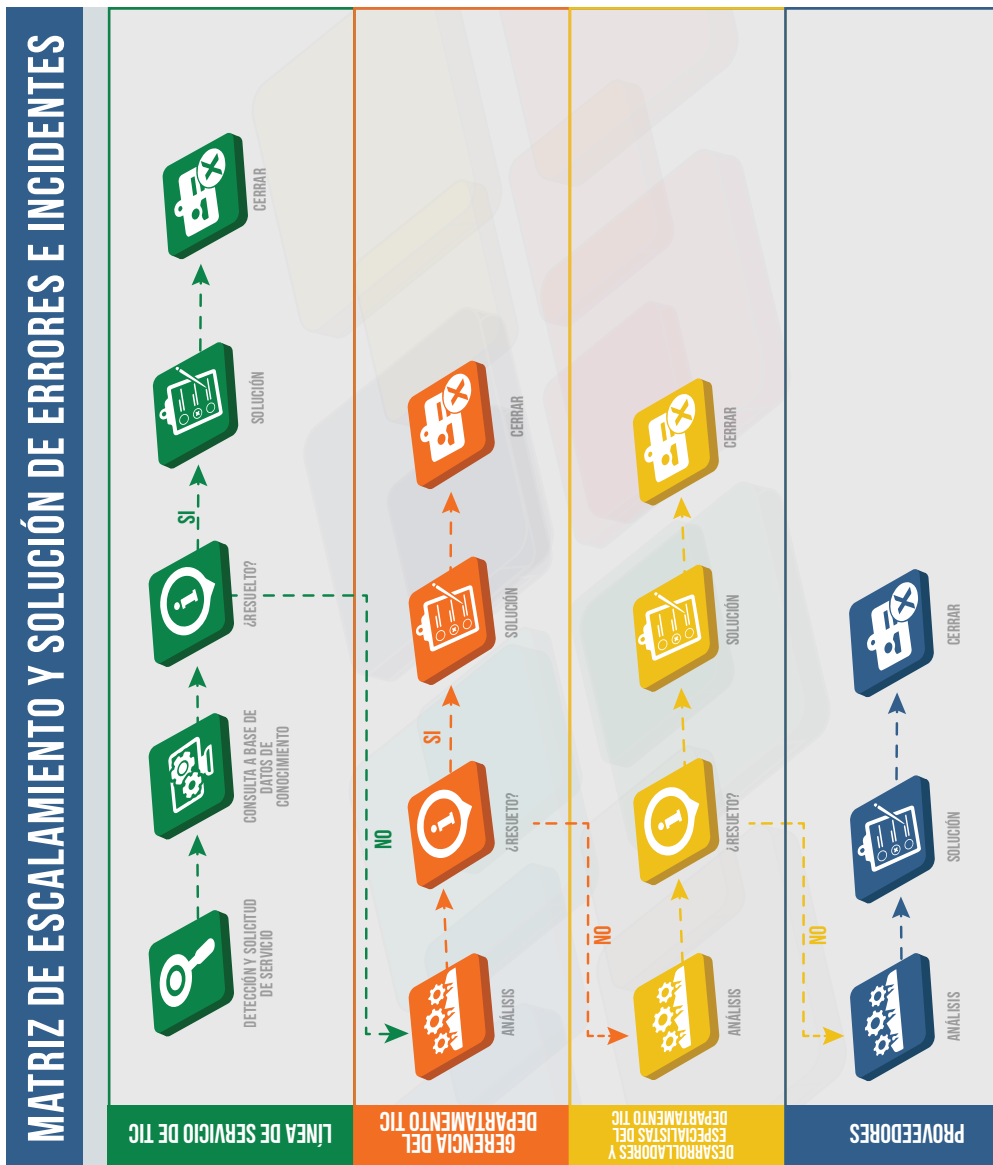 MATRIZ DE ESCALAMIENTO Y SOLUCIÓN DE ERRORES E INCIDENTES
LÍNEA DE SERVICIO DE TIC
DETECCIÓN Y SOLICITUD
DE SERVICIO
CONSULTA A BASE DE
DATOS DE
CONOCIMIENTO
¿RESUELTO?
SI
SOLUCIÓN
CERRAR
NO
GERENCIA DEL
DEPARTAMENTO TIC
ANÁLISIS
¿RESUETO?
SI
SOLUCIÓN
CERRAR
NO
DESARROLLADORES Y
ESPECIALISTAS DEL
DEPARTAMENTO TIC
ANÁLISIS
¿RESUETO?
SOLUCIÓN
CERRAR
NO
PROVEEDORES
ANÁLISIS
SOLUCIÓN
CERRAR